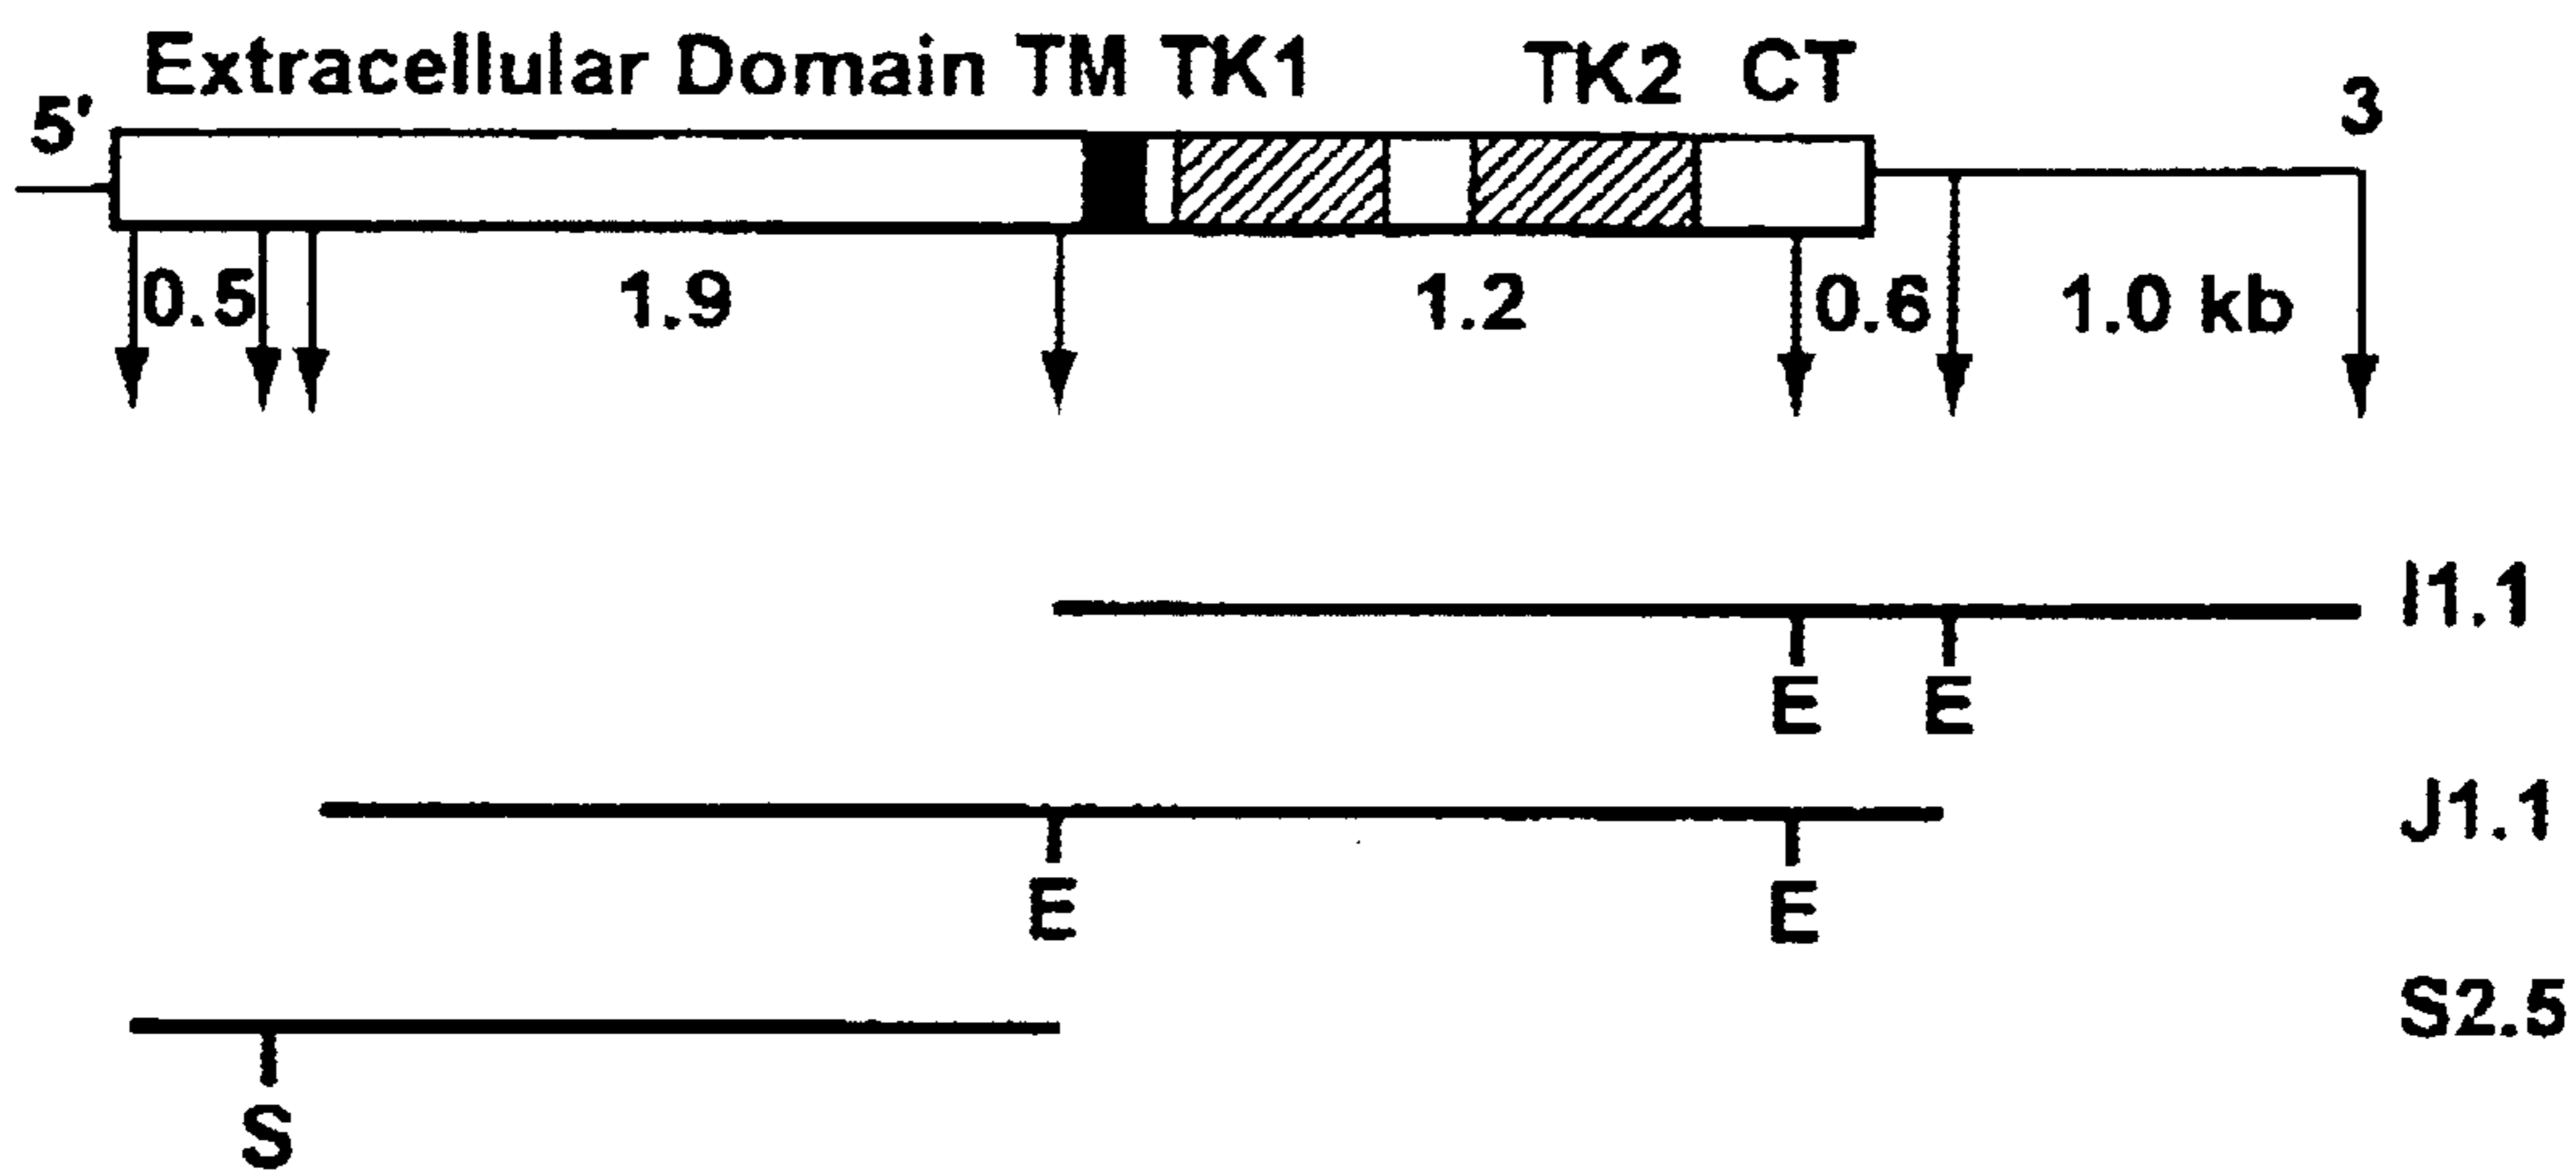 Extracellular Domain TM TK1 TK2 CT
5' 3
0.5 1.9 1.2 0.6 1.0 kb
I1.1
E E
J1.1
E E
S2.5
S